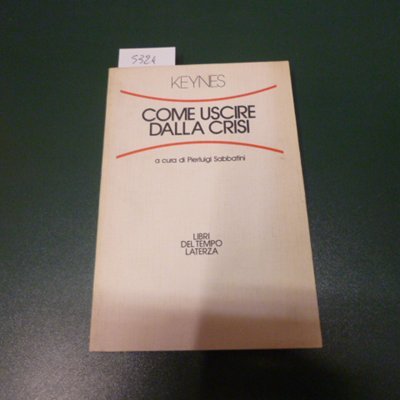 5324
KEYNES
COME USCIRE
DALLA CRISI
a cura di Pierluigi Sabbatini
LIBRI
DEL TEMPO
LATERZA